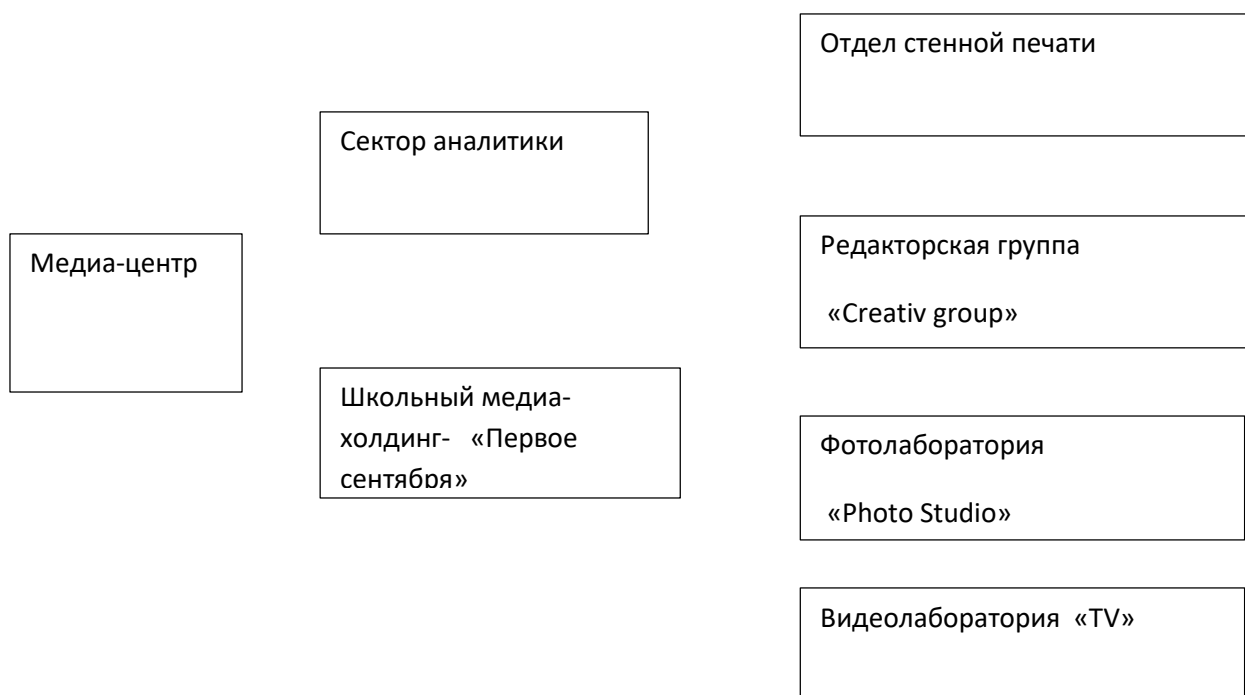 Отдел стенной печати
Сектор аналитики
Редакторская группа
«Creativ group»
Медиа-центр
Школьный медиа-
холдинг- «Первое
сентября»
Фотолаборатория
«Photo Studio»
Видеолаборатория «TV»